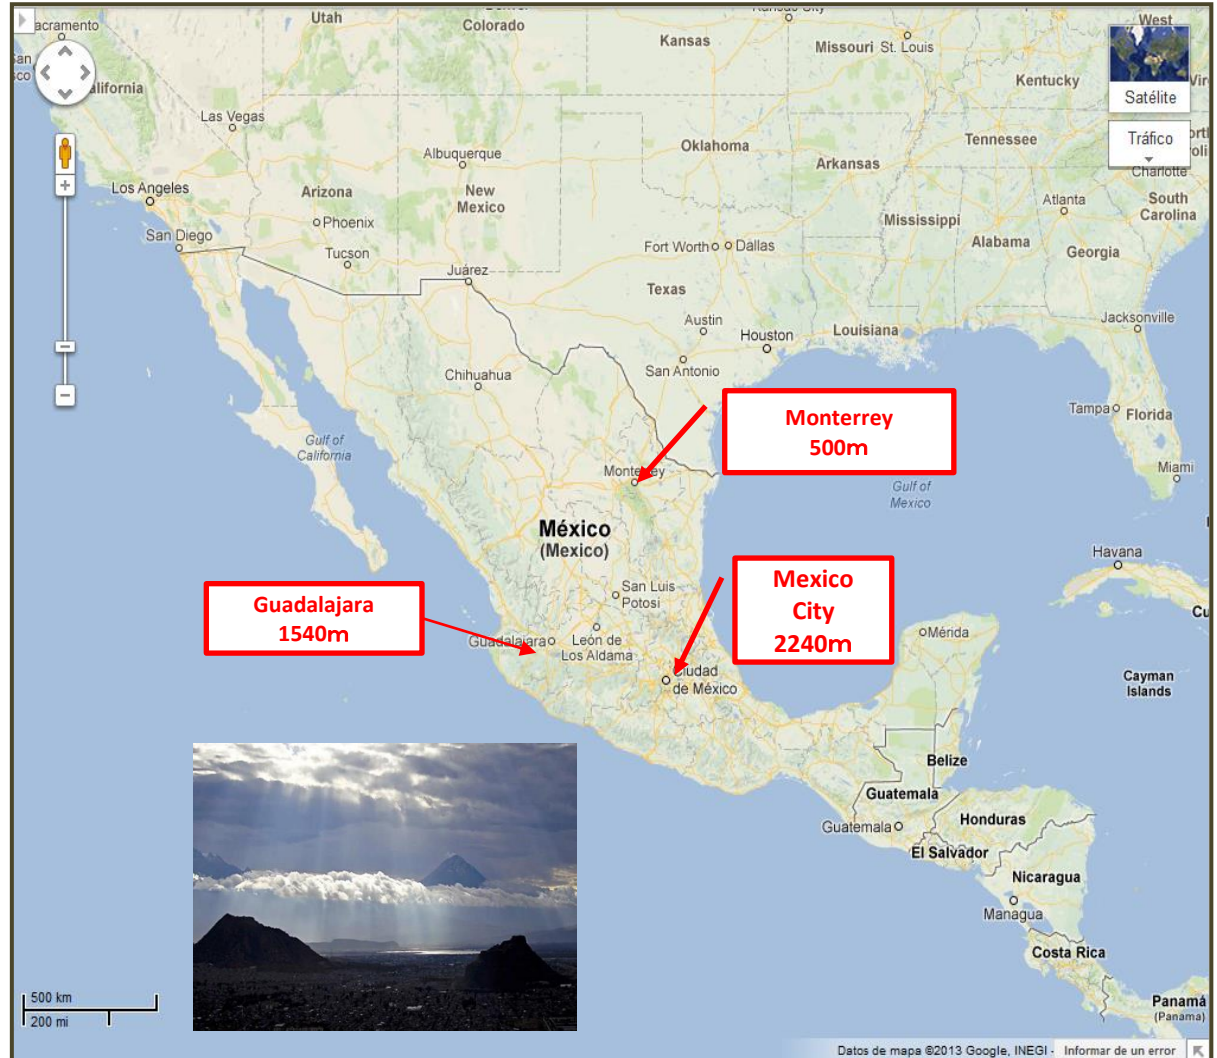 Utah
Colorado
Kansas
Missouri
St. Louis
West
Kentucky
Satélite
Tráfico
Las Vegas
Albuquerque
Oklahoma
Tennessee
Arkansas
Charlotte
Los Angeles
Arizona
New
Mexico
Phoenix
Atlanta
South
Carolina
Mississippi
San Diego
Tucson
Fort Worth
Dallas
Alabama
Georgia
Juárez
Texas
Austin
Houston
Louisiana
Jacksonville
Chihuahua
San Antonio
Tampa
Florida
Monterrey
500m
Gulf of
California
Monterrey
Miami
Gulf of
Mexico
México
(Mexico)
Havana
Mexico
City
2240m
San Luis
Potosi
Guadalajara
1540m
Guadalajara
León de
Los Aldama
Mérida
Ciudad
de México
Cayman
Islands
Belize
Guatemala
Honduras
Guatemala
El Salvador
Nicaragua
Managua
Costa Rica
500 km
200 mi
Panamá
(Panama)
Datos de mapa ©2013 Google, INEGI -
Informar de un error